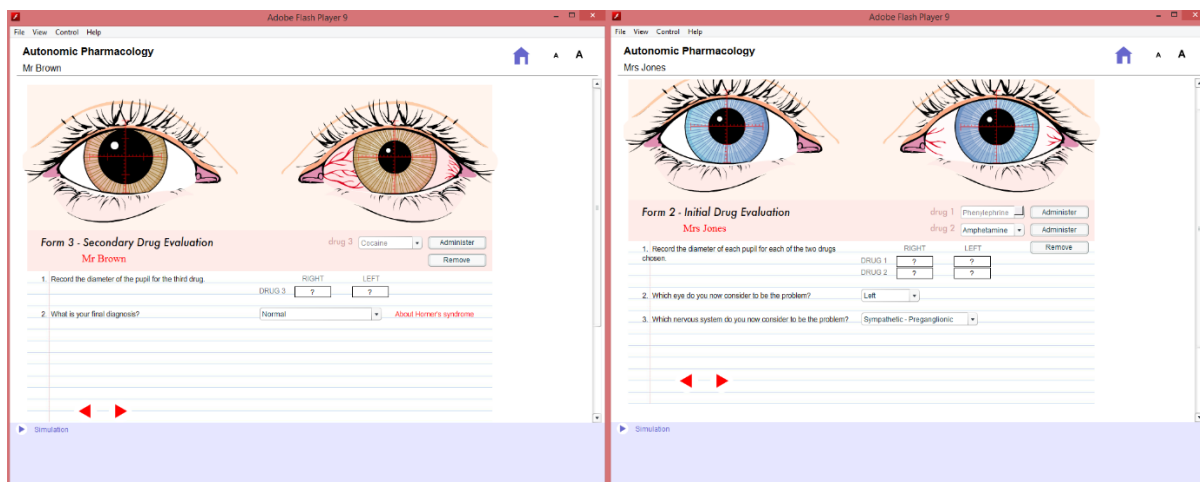 Adobe Flash Player 9
File View Control Help
Autonomic Pharmacology
Mr Brown
A A
Form 3 - Secondary Drug Evaluation
Mr Brown
drug 3 Cocaine Administer
Remove
1. Record the diameter of the pupil for the third drug.
RIGHT LEFT
DRUG 3 ? ?
2 What is your final diagnosis? Normal About Horner's syndrome
Simulation
Adobe Flash Player 9
File View Control Help
Autonomic Pharmacology
Mrs Jones
A A
Form 2 - Initial Drug Evaluation
Mrs Jones
drug 1 Phenylephrine Administer
drug 2 Amphetamine Administer
Remove
1. Record the diameter of each pupil for each of the two drugs
chosen.
RIGHT LEFT
DRUG 1 ? ?
DRUG 2 ? ?
2. Which eye do you now consider to be the problem? Left
3. Which nervous system do you now consider to be the problem? Sympathetic - Preganglionic
Simulation